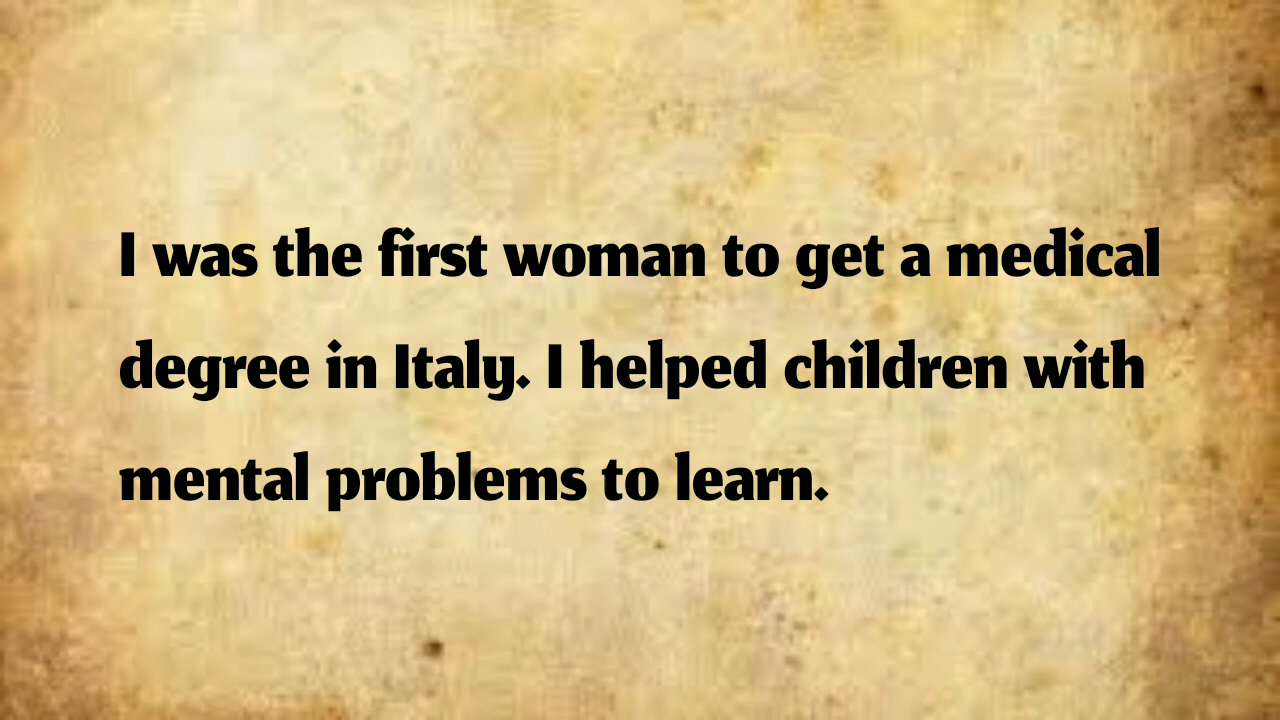 I was the first woman to get a medical
degree in Italy. I helped children with
mental problems to learn.